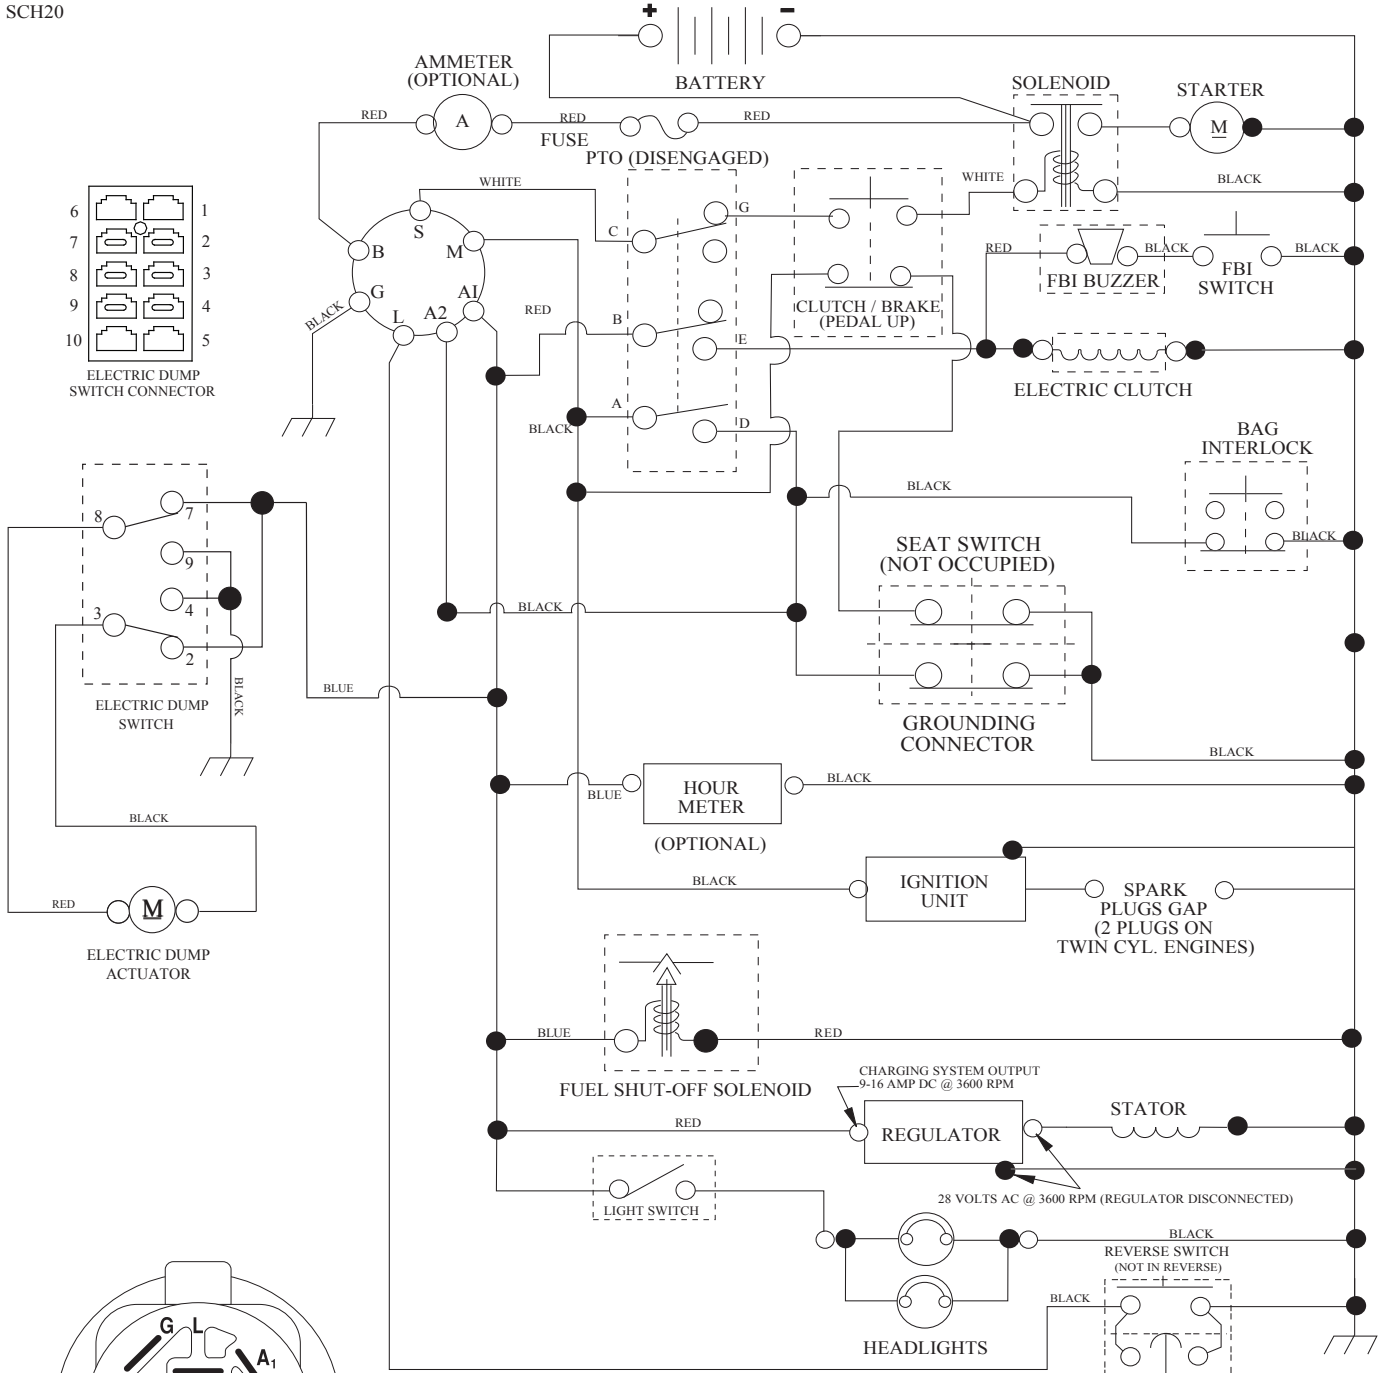 SCH20
+
-
BATTERY
AMMETER
(OPTIONAL)
A
RED
RED
FUSE
RED
SOLENOID
STARTER
M
PTO (DISENGAGED)
WHITE
WHITE
BLACK
6
1
7
2
8
3
9
4
10
5
ELECTRIC DUMP
SWITCH CONNECTOR
S
B
M
G
A1
L
A2
BLACK
RED
C
G
B
E
A
D
BLACK
CLUTCH / BRAKE
(PEDAL UP)
RED
BLACK
BLACK
FBI BUZZER
FBI
SWITCH
ELECTRIC CLUTCH
BAG
INTERLOCK
BLACK
BLACK
SEAT SWITCH
(NOT OCCUPIED)
BLACK
8
7
9
4
3
2
BLACK
ELECTRIC DUMP
SWITCH
BLUE
GROUNDING
CONNECTOR
BLACK
BLUE
HOUR
METER
BLACK
(OPTIONAL)
BLACK
RED
M
ELECTRIC DUMP
ACTUATOR
BLACK
IGNITION
UNIT
SPARK
PLUGS GAP
(2 PLUGS ON
TWIN CYL. ENGINES)
BLUE
RED
FUEL SHUT-OFF SOLENOID
CHARGING SYSTEM OUTPUT
9-16 AMP DC @ 3600 RPM
RED
REGULATOR
STATOR
28 VOLTS AC @ 3600 RPM (REGULATOR DISCONNECTED)
LIGHT SWITCH
BLACK
REVERSE SWITCH
(NOT IN REVERSE)
BLACK
HEADLIGHTS
G
L
A1